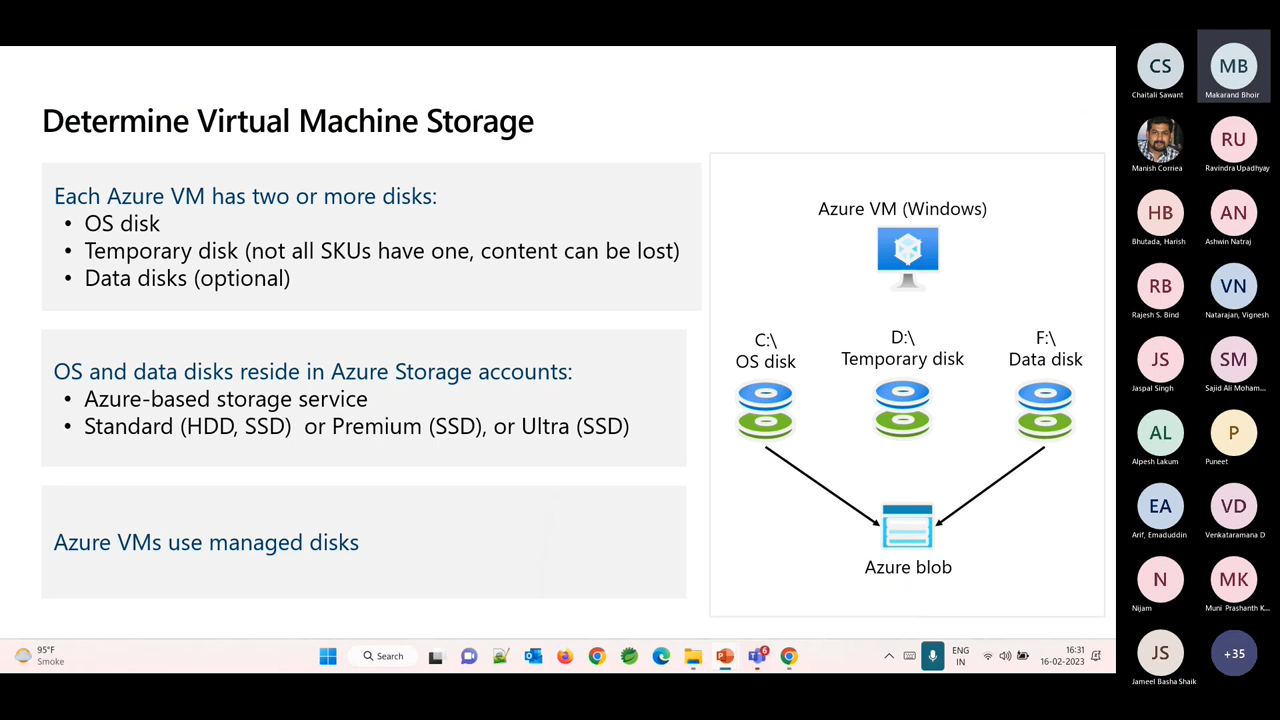 Determine Virtual Machine Storage
Each Azure VM has two or more disks:
• OS disk
• Temporary disk (not all SKUs have one, content can be lost)
• Data disks (optional)
OS and data disks reside in Azure Storage accounts:
• Azure-based storage service
• Standard (HDD, SSD)  or Premium (SSD), or Ultra (SSD)
Azure VMs use managed disks
Azure VM (Windows)
C:\
OS disk
D:\
Temporary disk
F:\
Data disk
Azure blob
CS
Chaitali Sawant
MB
Makarand Bhoir
Manish Corriea
RU
Ravindra Upadhyay
HB
Bhutada, Harish
AN
Ashwin Natraj
RB
Rajesh S. Bind
VN
Natarajan, Vignesh
JS
Jaspal Singh
SM
Sajid Ali Moham...
AL
Alpesh Lakum
P
Puneet
EA
Arif, Emaduddin
VD
Venkataramana D
N
Nijam
MK
Muni Prashanth K...
JS
Jameel Basha Shaik
+35
95°F
Smoke
Search
6
ENG
IN
16:31
16-02-2023